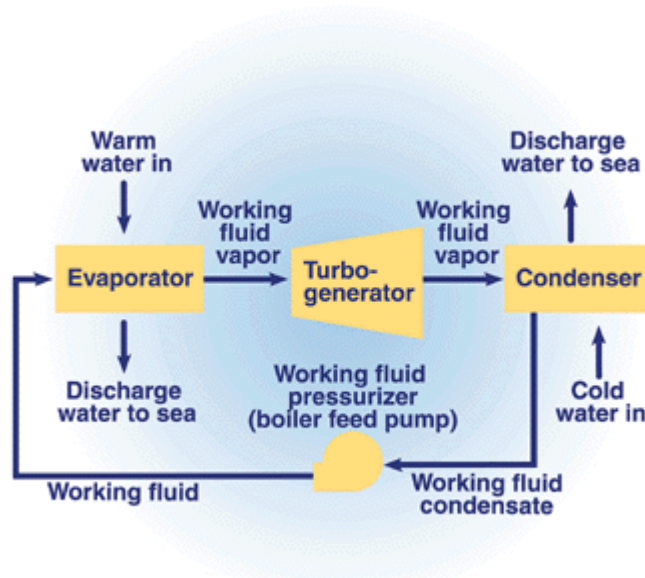 Warm
water in
Discharge
water to sea
Working
fluid
vapor
Working
fluid
vapor
Evaporator
Turbo-
generator
Condenser
Discharge
water to sea
Working fluid
pressurizer
(boiler feed pump)
Cold
water in
Working fluid
Working fluid
condensate